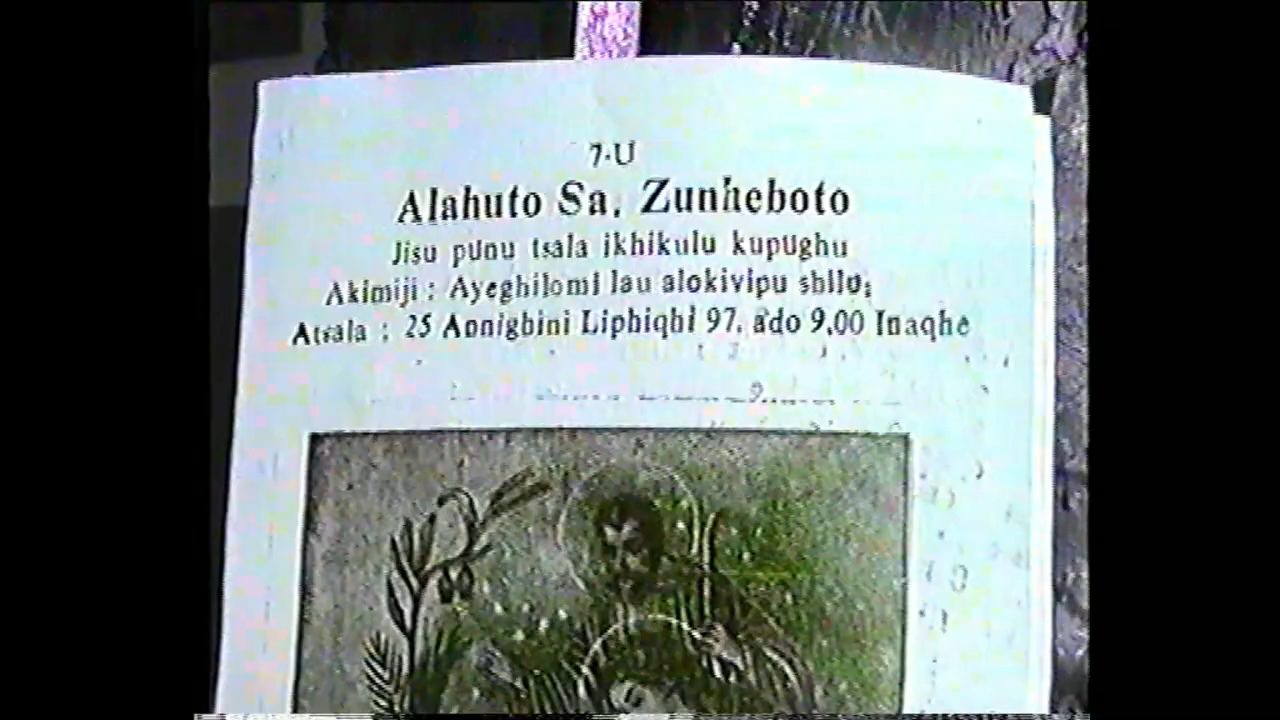 7-U
Alahuto Sa. Zunheboto
Jisu punu tsala ikhikulu kupughu
Akimiji : Ayeghilomi lau alokivipu shilo;
Atsala : 25 Aonigbini Liphiqhi 97. ado 9.00 Inaqhe